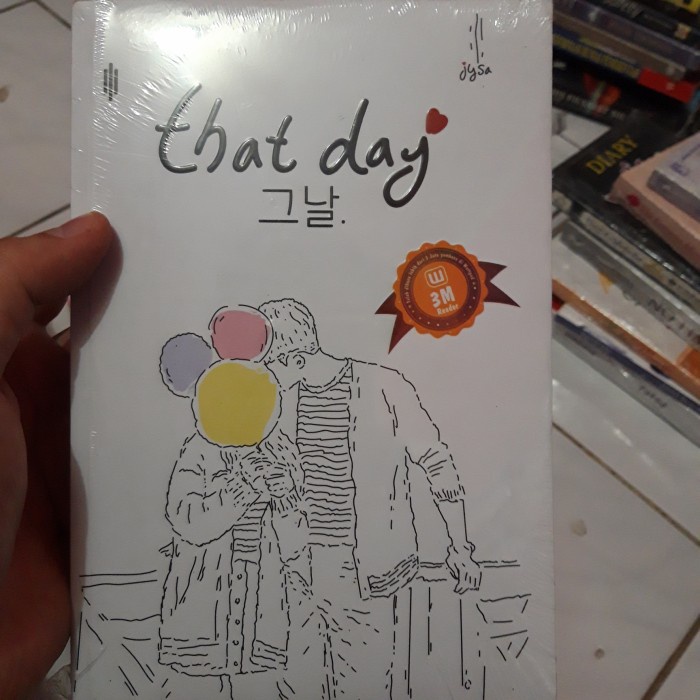 jysa
that day
그날.
W
3M
Reader
DIARY